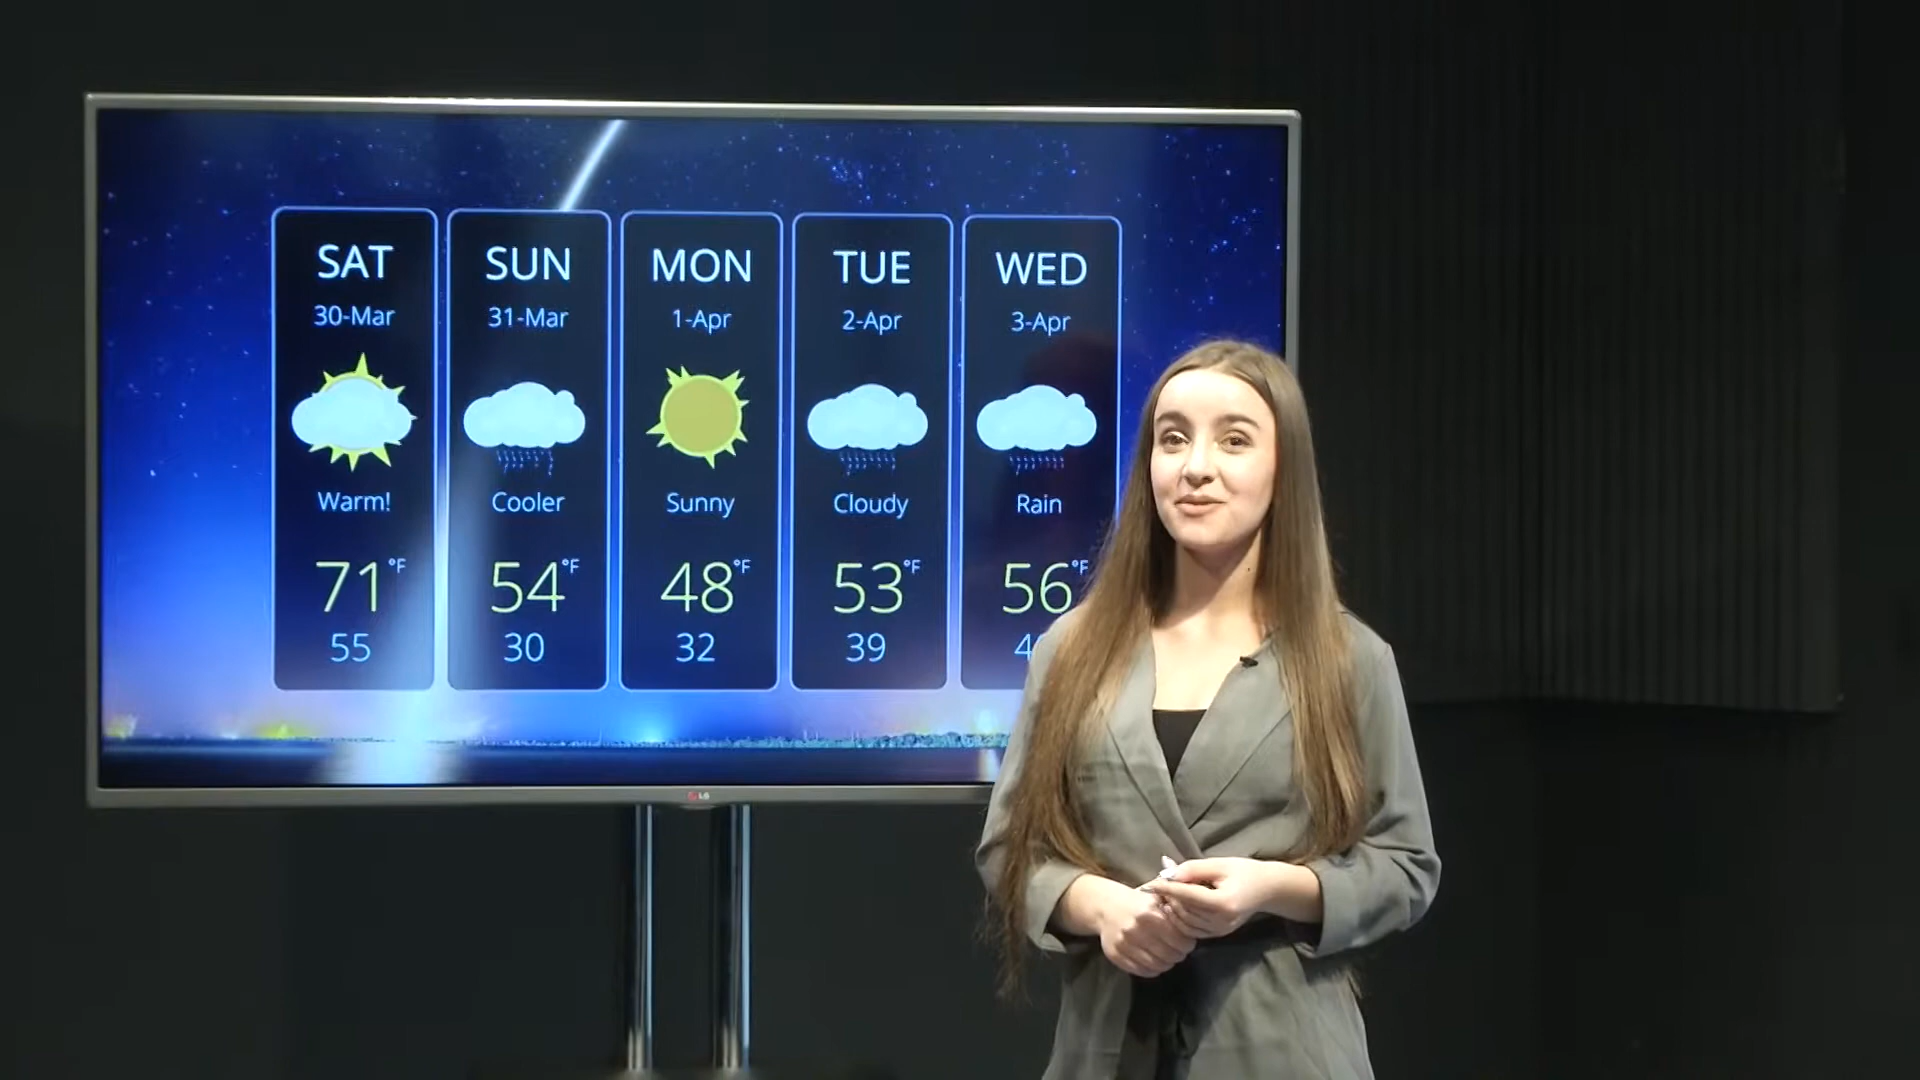 SAT
30-Mar
Warm!
71°F
55
SUN
31-Mar
Cooler
54°F
30
MON
1-Apr
Sunny
48°F
32
TUE
2-Apr
Cloudy
53°F
39
WED
3-Apr
Rain
56°F
LG